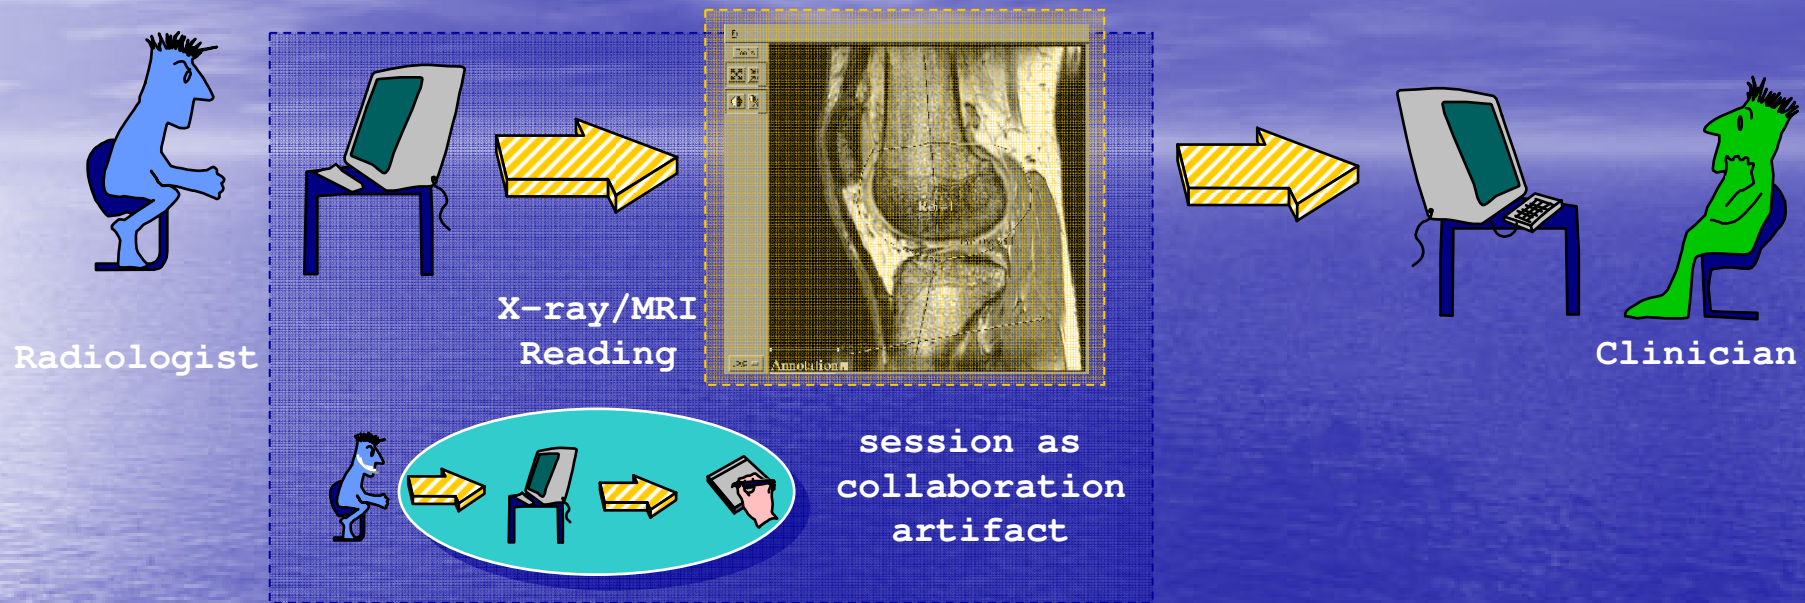 X-ray/MRI
Reading
Radiologist
Annotation
Clinician
session as
collaboration
artifact